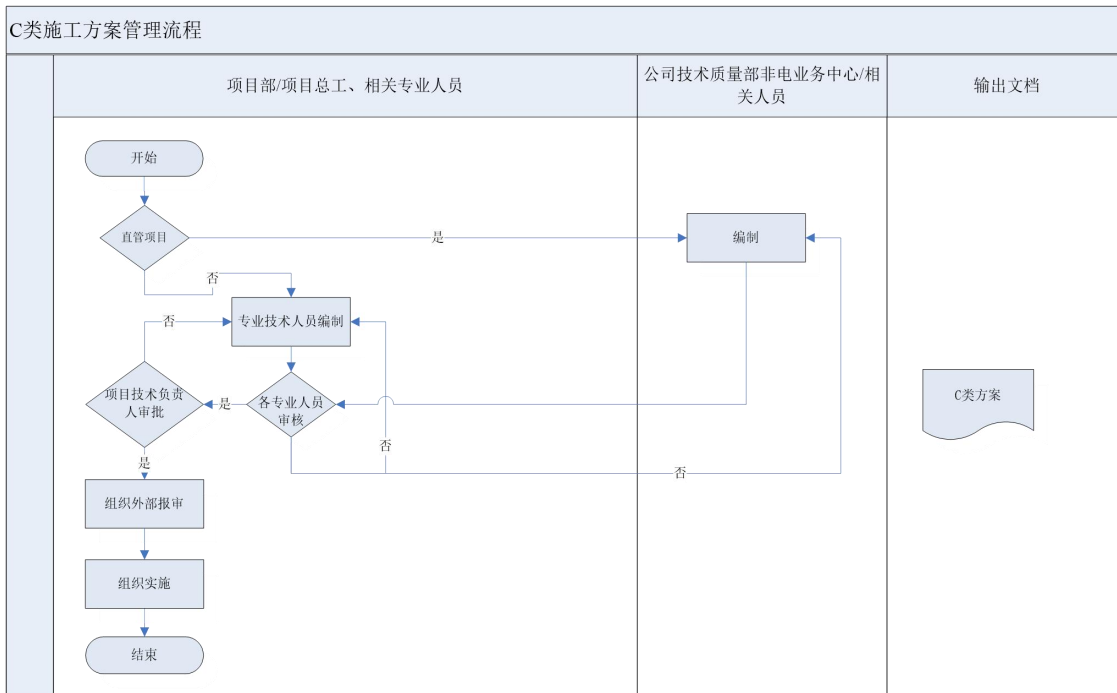 C类施工方案管理流程
项目部/项目总工、相关专业人员
公司技术质量部非电业务中心/相
关人员
输出文档
开始
直管项目
是
编制
否
专业技术人员编制
否
项目技术负责
人审批
是
各专业人员
审核
C类方案
否
否
是
组织外部报审
组织实施
结束